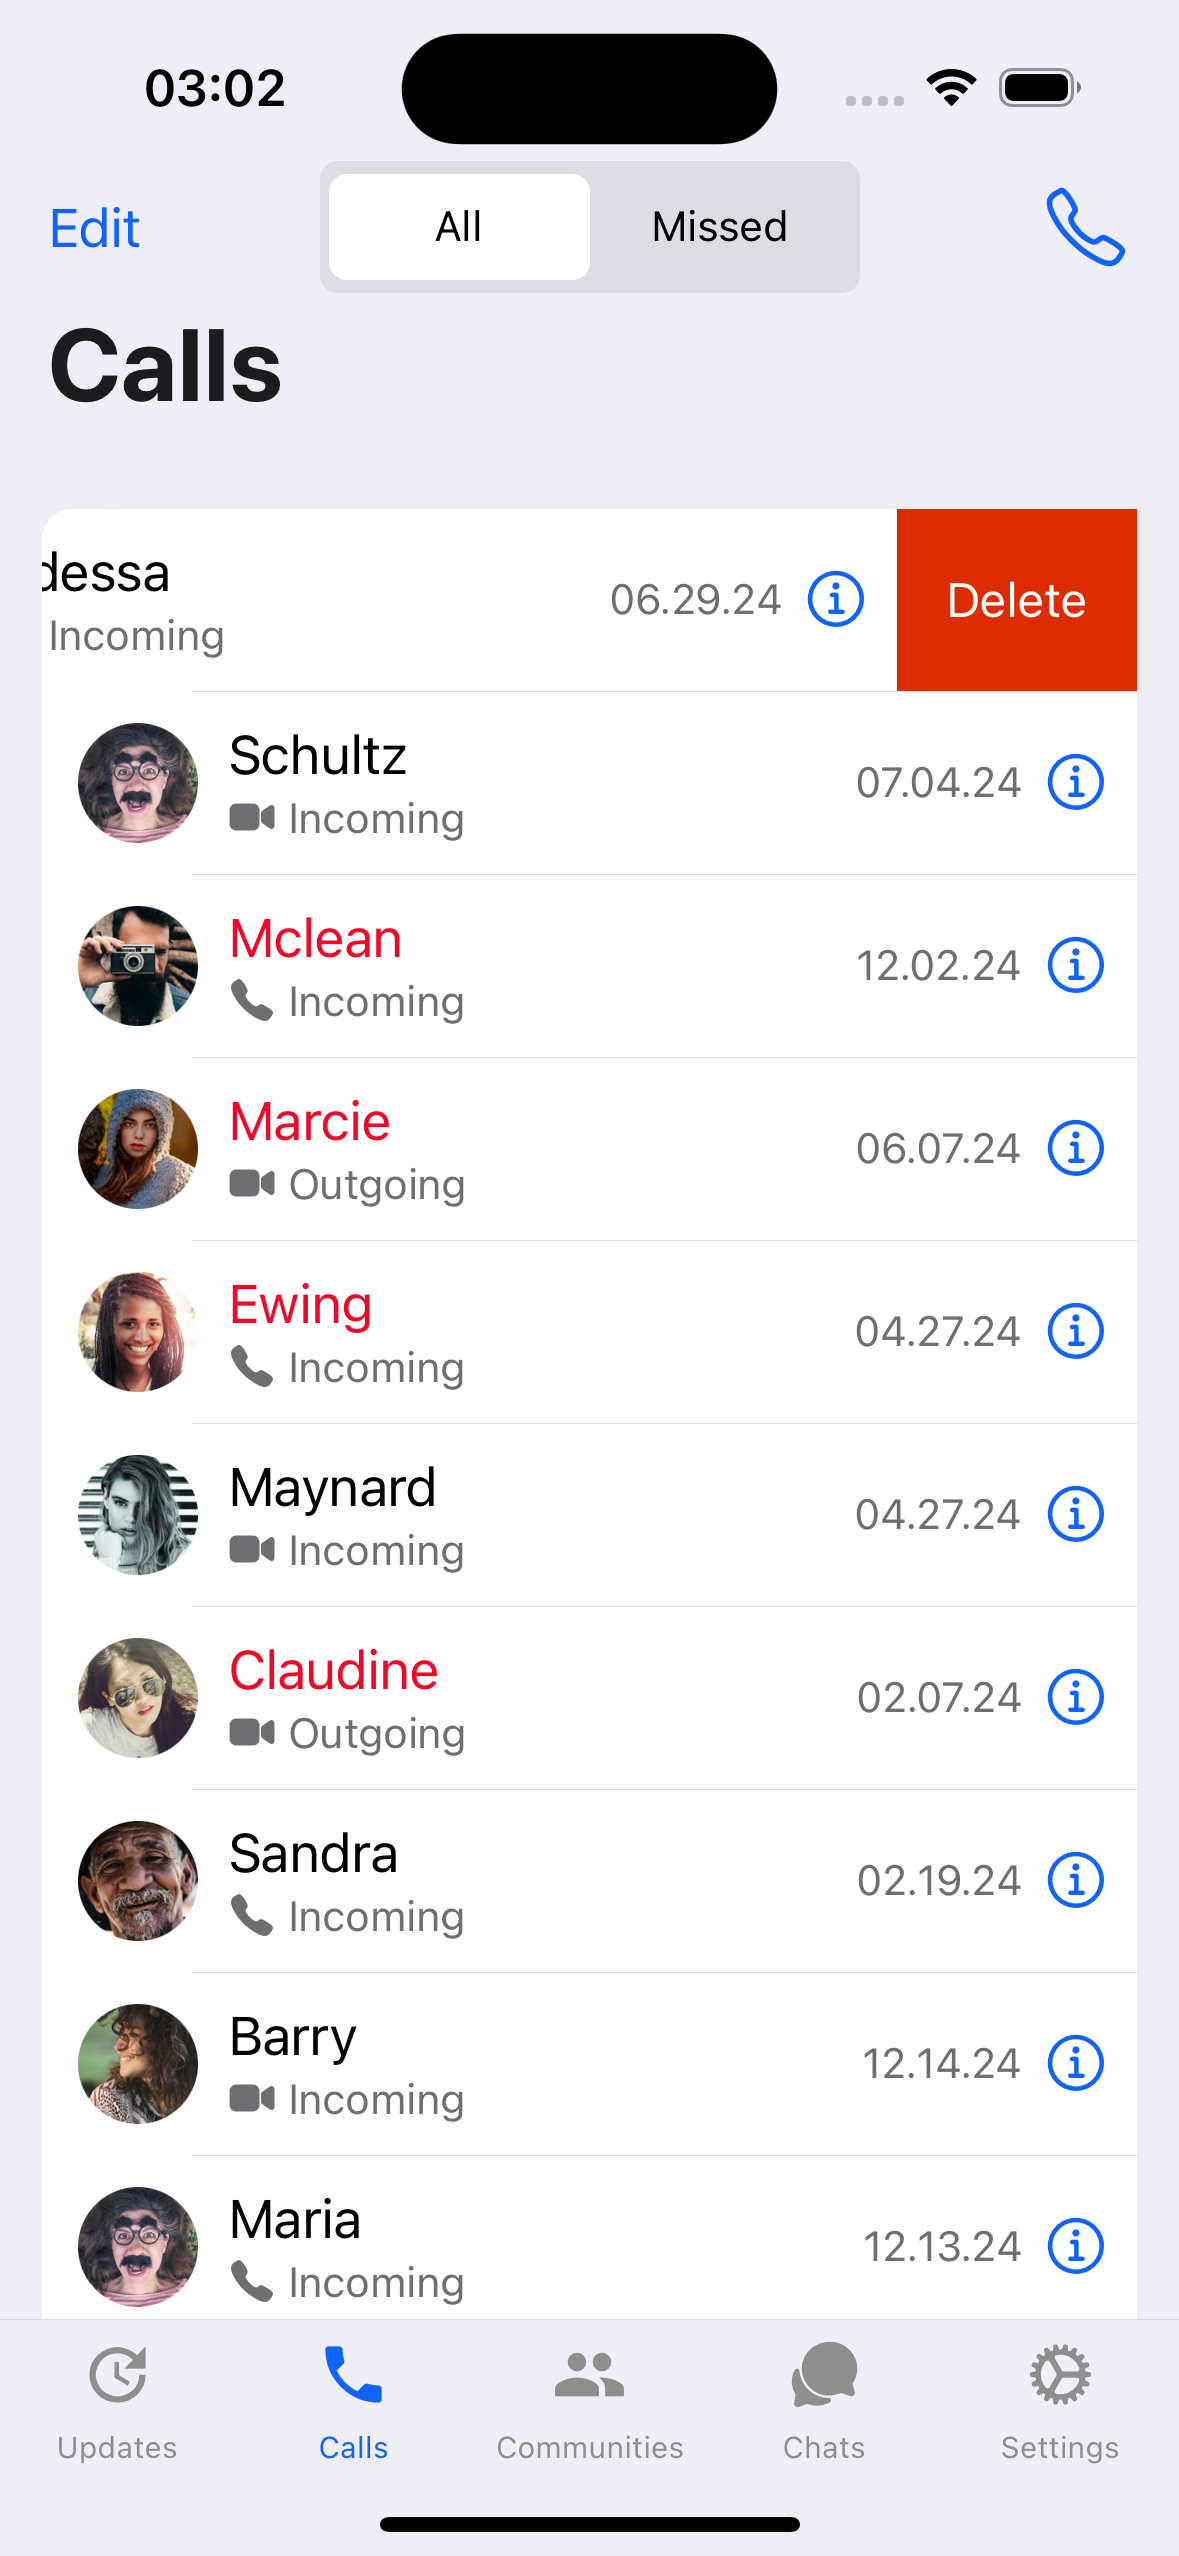 03:02
Edit
All
Missed
Calls
dessa
06.29.24
Delete
Incoming
Schultz
07.04.24
Incoming
Mclean
12.02.24
Incoming
Marcie
06.07.24
Outgoing
Ewing
04.27.24
Incoming
Maynard
04.27.24
Incoming
Claudine
02.07.24
Outgoing
Sandra
02.19.24
Incoming
Barry
12.14.24
Incoming
Maria
12.13.24
Incoming
Updates
Calls
Communities
Chats
Settings